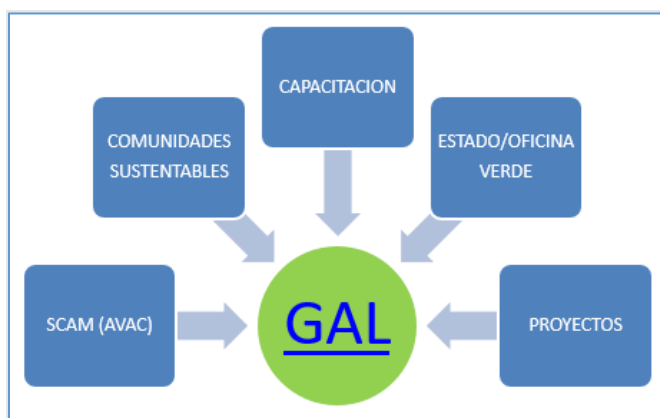 CAPACITACION
COMUNIDADES
SUSTENTABLES
ESTADO/OFICINA
VERDE
SCAM (AVAC)
GAL
PROYECTOS